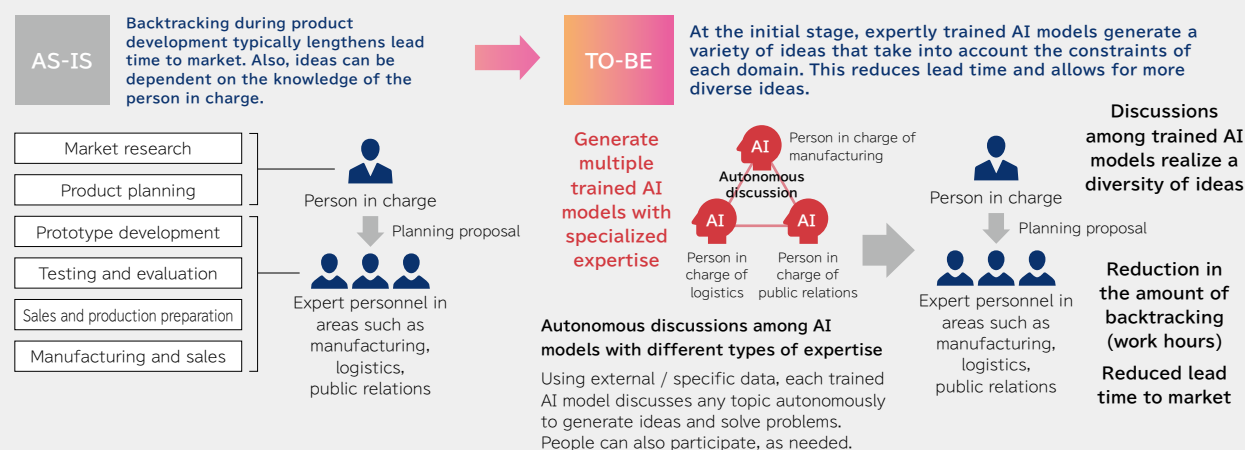 AS-IS
Backtracking during product
development typically lengthens lead
time to market. Also, ideas can be
dependent on the knowledge of the
person in charge.
Market research
Product planning
Prototype development
Testing and evaluation
Sales and production preparation
Manufacturing and sales
Person in charge
Planning proposal
Expert personnel in
areas such as
manufacturing,
logistics,
public relations
TO-BE
At the initial stage, expertly trained AI models generate a
variety of ideas that take into account the constraints of
each domain. This reduces lead time and allows for more
diverse ideas.
Generate
multiple
trained AI
models with
specialized
expertise
AI
Person in charge of
manufacturing
Autonomous
discussion
AI
AI
Person in
charge of
logistics
Person in
charge of
public relations
Autonomous discussions among AI
models with different types of expertise
Using external / specific data, each trained
AI model discusses any topic autonomously
to generate ideas and solve problems.
People can also participate, as needed.
Person in charge
Planning proposal
Expert personnel in
areas such as
manufacturing,
logistics,
public relations
Discussions
among trained AI
models realize a
diversity of ideas
Reduction in
the amount of
backtracking
(work hours)
Reduced lead
time to market